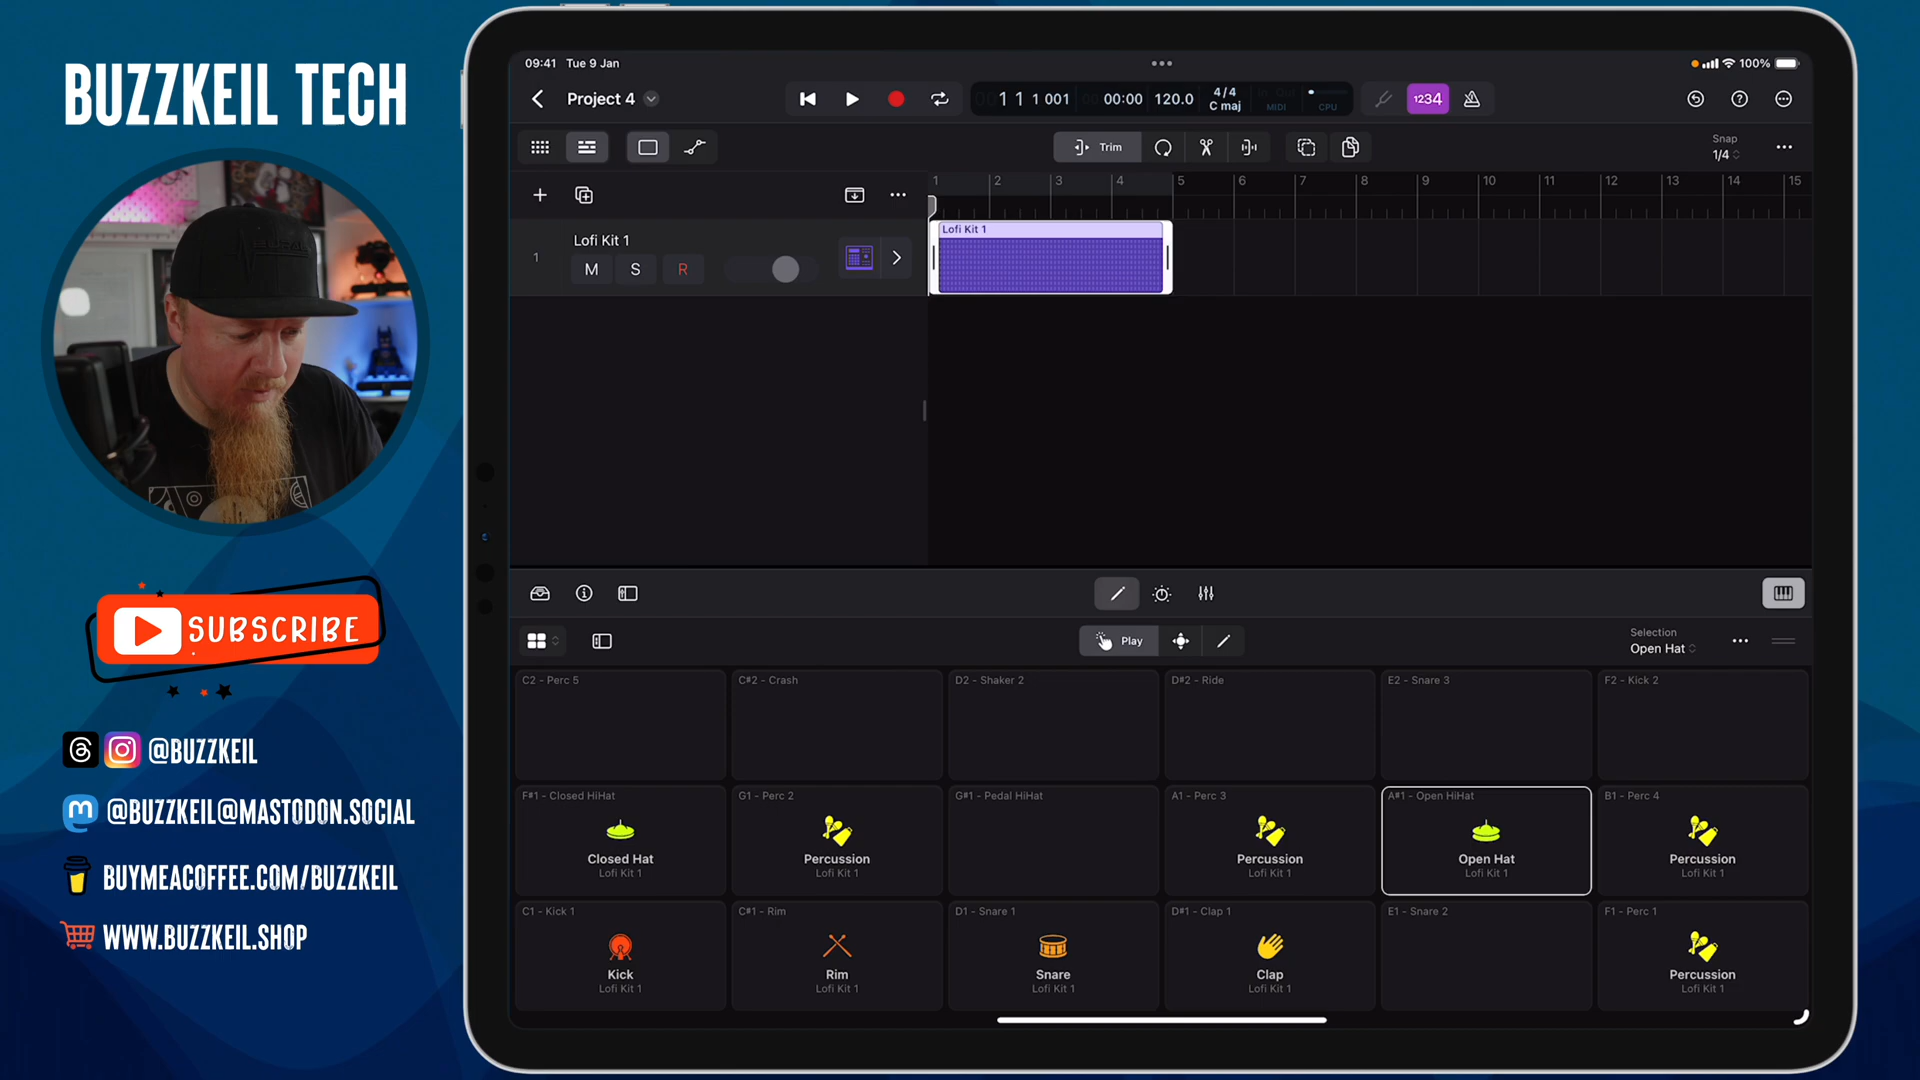 BUZZKEIL TECH
SUBSCRIBE
@BUZZKEIL
@BUZZKEIL@MASTODON.SOCIAL
BUYMEACOFFEE.COM/BUZZKEIL
WWW.BUZZKEIL.SHOP
09:41 Tue 9 Jan
100%
Project 4
1 1 1 001
00:00
120.0
4/4
C maj
In Out
MIDI
CPU
1234
Trim
Snap
1/4
1 2 3 4 5 6 7 8 9 10 11 12 13 14 15
1
Lofi Kit 1
M S R
Lofi Kit 1
Play
Selection
Open Hat
C2 - Perc 5
C#2 - Crash
D2 - Shaker 2
D#2 - Ride
E2 - Snare 3
F2 - Kick 2
F#1 - Closed HiHat
Closed Hat
Lofi Kit 1
G1 - Perc 2
Percussion
Lofi Kit 1
G#1 - Pedal HiHat
A1 - Perc 3
Percussion
Lofi Kit 1
A#1 - Open HiHat
Open Hat
Lofi Kit 1
B1 - Perc 4
Percussion
Lofi Kit 1
C1 - Kick 1
Kick
Lofi Kit 1
C#1 - Rim
Rim
Lofi Kit 1
D1 - Snare 1
Snare
Lofi Kit 1
D#1 - Clap 1
Clap
Lofi Kit 1
E1 - Snare 2
F1 - Perc 1
Percussion
Lofi Kit 1